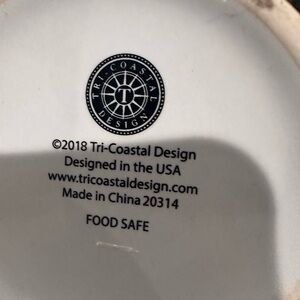 TRI-COASTAL
T
DESIGN
©2018 Tri-Coastal Design
Designed in the USA
www.tricoastaldesign.com
Made in China 20314
FOOD SAFE